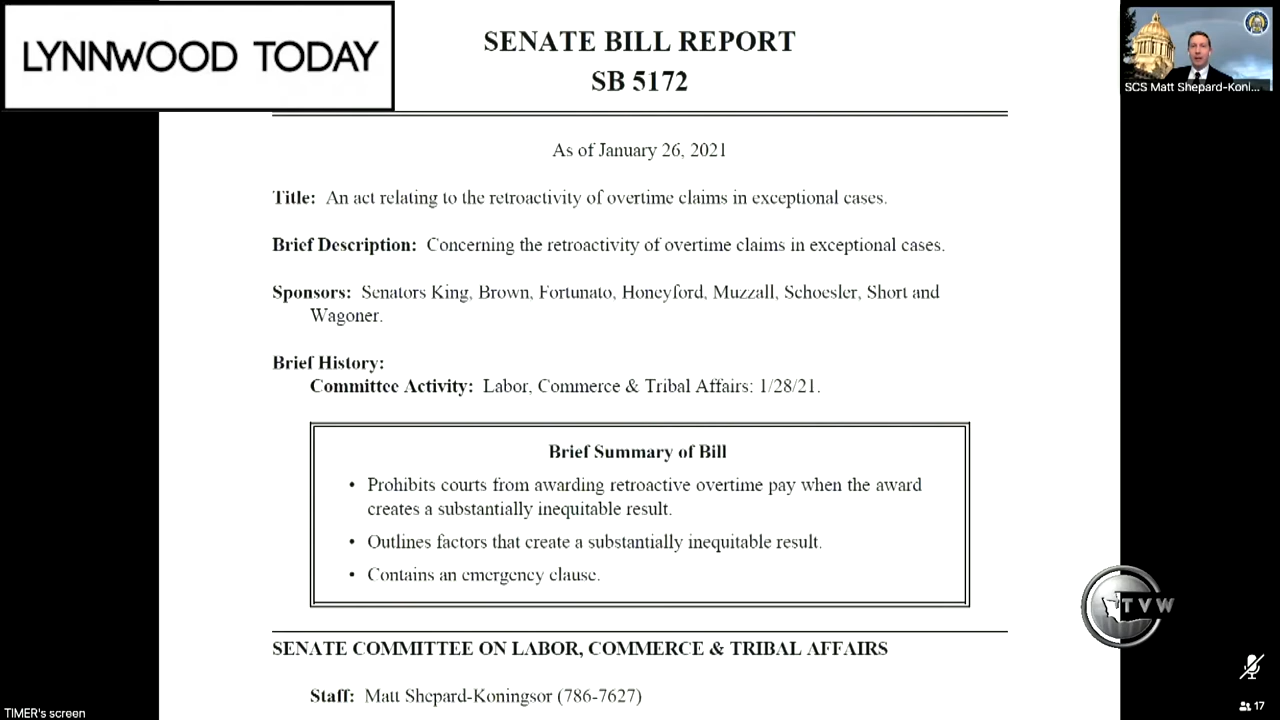 LYNNWOOD TODAY
SENATE BILL REPORT
SB 5172
SCS Matt Shepard-Koni...
As of January 26, 2021
Title: An act relating to the retroactivity of overtime claims in exceptional cases.
Brief Description: Concerning the retroactivity of overtime claims in exceptional cases.
Sponsors: Senators King, Brown, Fortunato, Honeyford, Muzzall, Schoesler, Short and
Wagoner.
Brief History:
Committee Activity: Labor, Commerce & Tribal Affairs: 1/28/21.
Brief Summary of Bill
• Prohibits courts from awarding retroactive overtime pay when the award
creates a substantially inequitable result.
• Outlines factors that create a substantially inequitable result.
• Contains an emergency clause.
TVW
SENATE COMMITTEE ON LABOR, COMMERCE & TRIBAL AFFAIRS
Staff: Matt Shepard-Koningsor (786-7627)
17
TIMER's screen